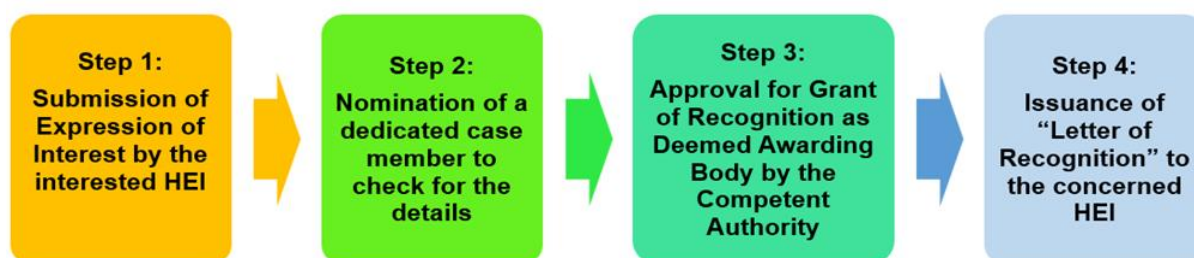 Step 1:
Submission of
Expression of
Interest by the
interested HEI
Step 2:
Nomination of a
dedicated case
member to
check for the
details
Step 3:
Approval for Grant
of Recognition as
Deemed Awarding
Body by the
Competent
Authority
Step 4:
Issuance of
“Letter of
Recognition” to
the concerned
HEI